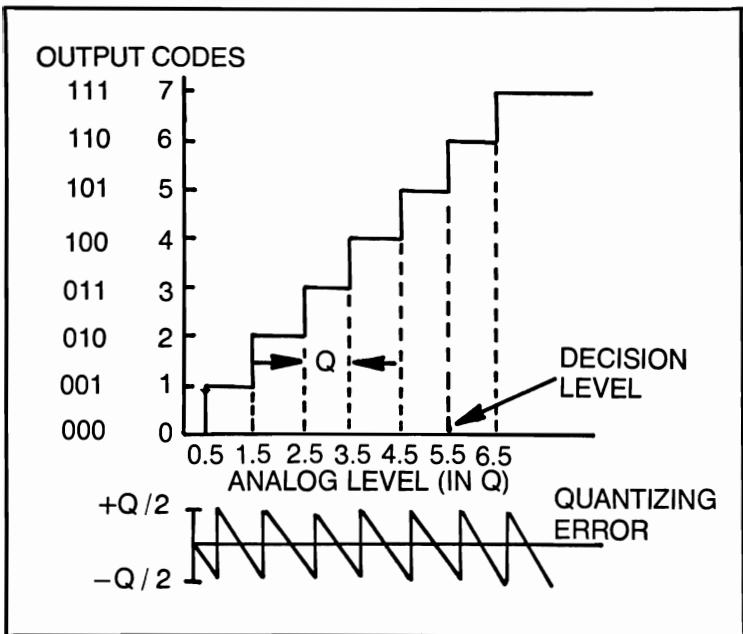 OUTPUT CODES
111 7
110 6
101 5
100 4
011 3
010 2
Q
001 1
000 0
DECISION
LEVEL
0.5 1.5 2.5 3.5 4.5 5.5 6.5
ANALOG LEVEL (IN Q)
+Q/2
−Q/2
QUANTIZING
ERROR